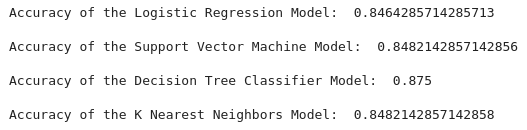 Accuracy of the Logistic Regression Model:  0.8464285714285713
Accuracy of the Support Vector Machine Model:  0.8482142857142856
Accuracy of the Decision Tree Classifier Model:  0.875
Accuracy of the K Nearest Neighbors Model:  0.8482142857142858